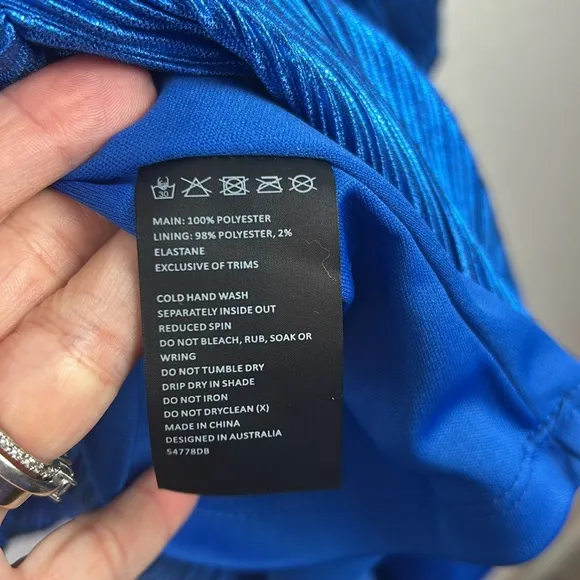 30
MAIN: 100% POLYESTER
LINING: 98% POLYESTER, 2%
ELASTANE
EXCLUSIVE OF TRIMS
COLD HAND WASH
SEPARATELY INSIDE OUT
REDUCED SPIN
DO NOT BLEACH, RUB, SOAK OR
WRING
DO NOT TUMBLE DRY
DRIP DRY IN SHADE
DO NOT IRON
DO NOT DRYCLEAN (X)
MADE IN CHINA
DESIGNED IN AUSTRALIA
54778DB